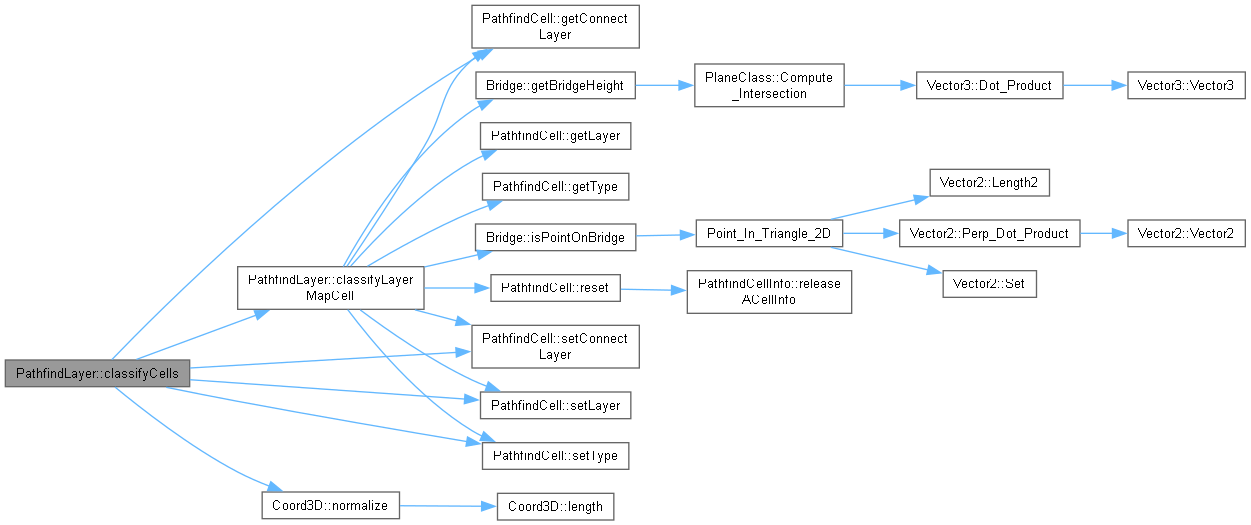 PathfindCell::getConnect
Layer
Bridge::getBridgeHeight
PlaneClass::Compute
_Intersection
Vector3::Dot_Product
Vector3::Vector3
PathfindCell::getLayer
PathfindCell::getType
Vector2::Length2
Bridge::isPointOnBridge
Point_In_Triangle_2D
Vector2::Perp_Dot_Product
Vector2::Vector2
PathfindLayer::classifyLayer
MapCell
PathfindCell::reset
PathfindCellInfo::release
ACellInfo
Vector2::Set
PathfindCell::setConnect
Layer
PathfindLayer::classifyCells
PathfindCell::setLayer
PathfindCell::setType
Coord3D::normalize
Coord3D::length